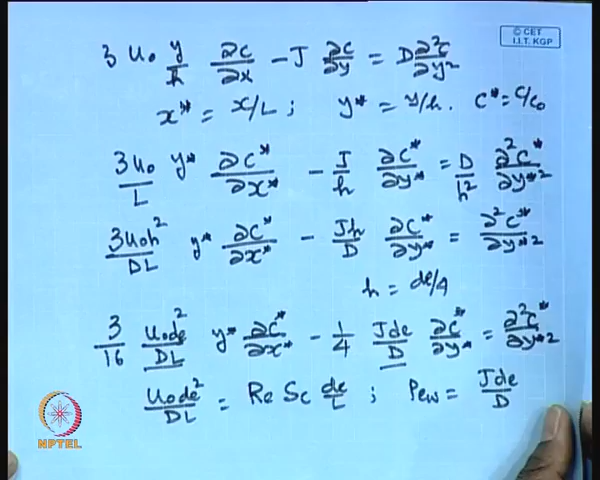 © CET
I.I.T. KGP
3 u₀ y/h ∂c/∂x − J ∂c/∂y = D ∂²c/∂y²
x* = x/L ; y* = y/h . c* = c/c₀
3u₀/L y* ∂c*/∂x* − J/h ∂c*/∂y* = D/h² ∂²c*/∂y*²
3u₀h²/DL y* ∂c*/∂x* − Jh/D ∂c*/∂y* = ∂²c*/∂y*²
h = de/4
3/16 u₀de²/DL y* ∂c*/∂x* − 1/4 Jde/D ∂c*/∂y* = ∂²c*/∂y*²
u₀de²/DL = Re Sc de/L ; Pew = Jde/D
NPTEL